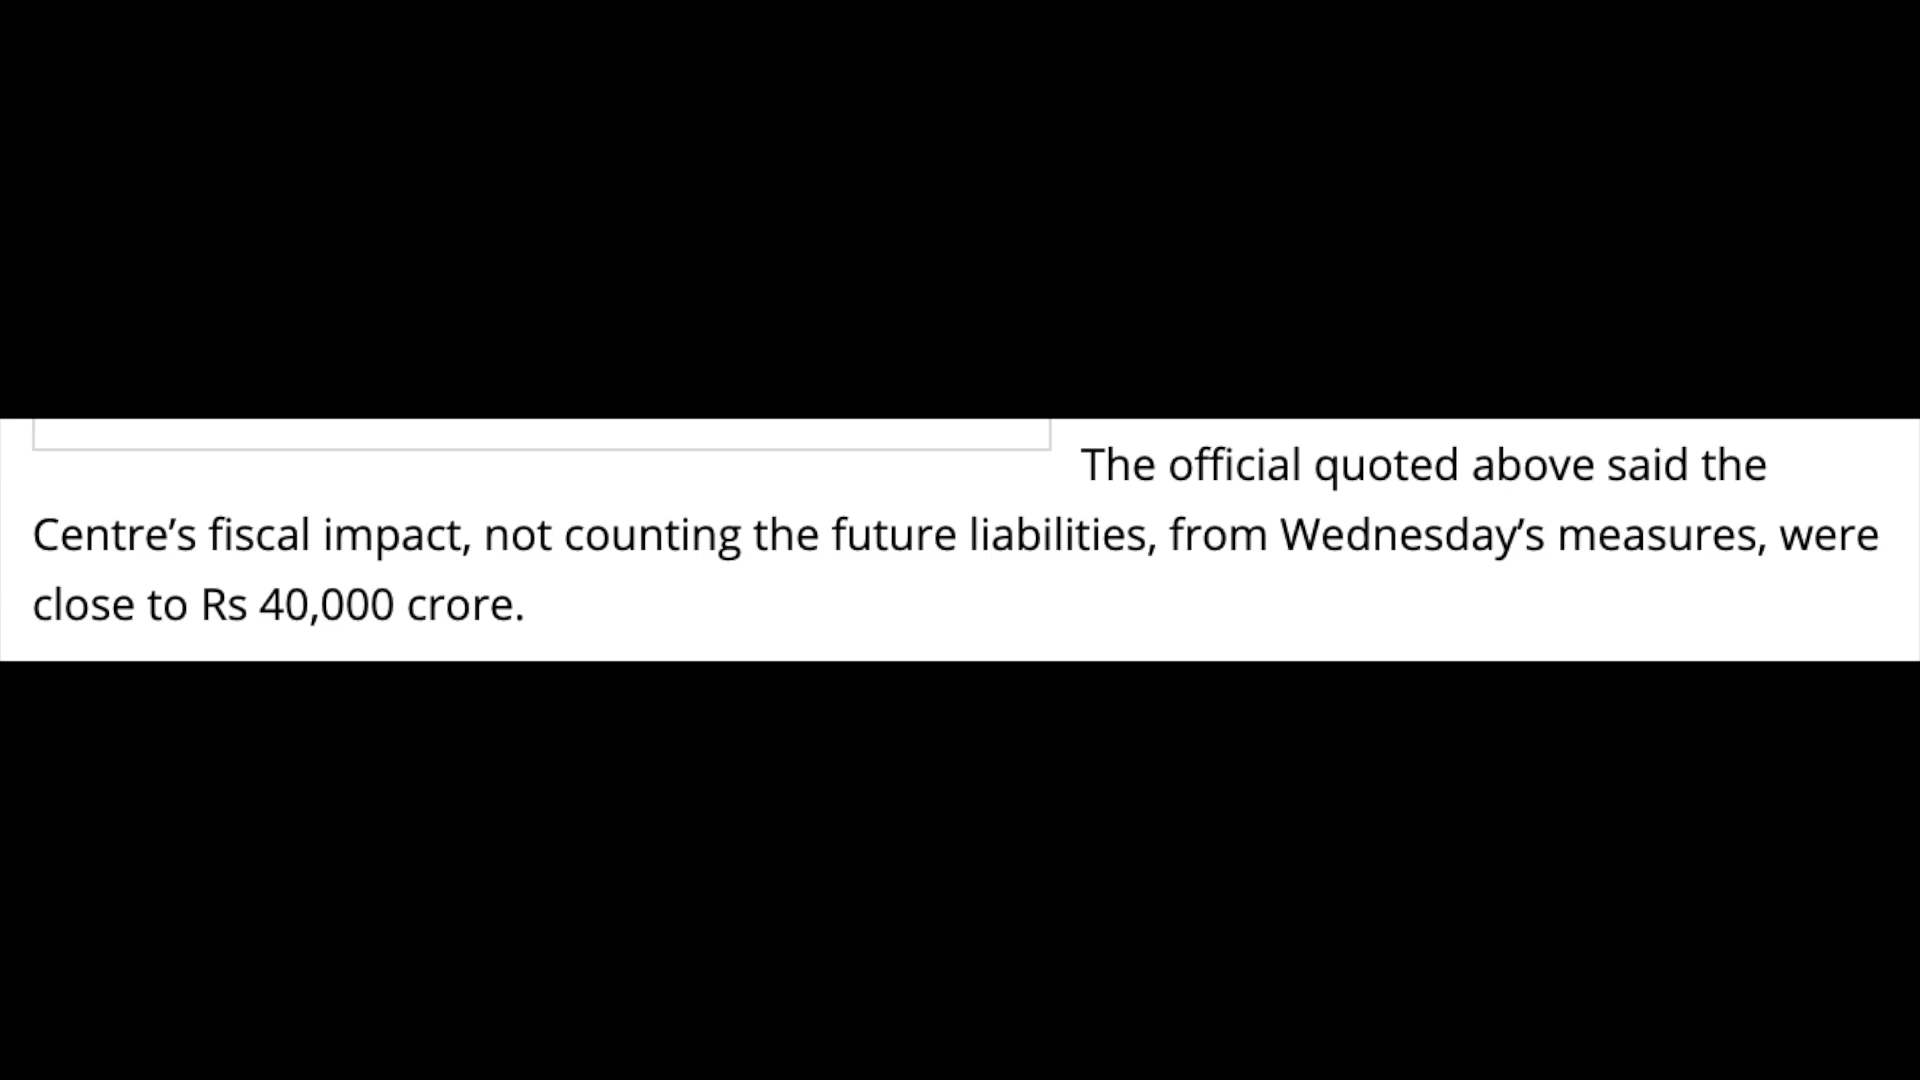 The official quoted above said the
Centre’s fiscal impact, not counting the future liabilities, from Wednesday’s measures, were
close to Rs 40,000 crore.